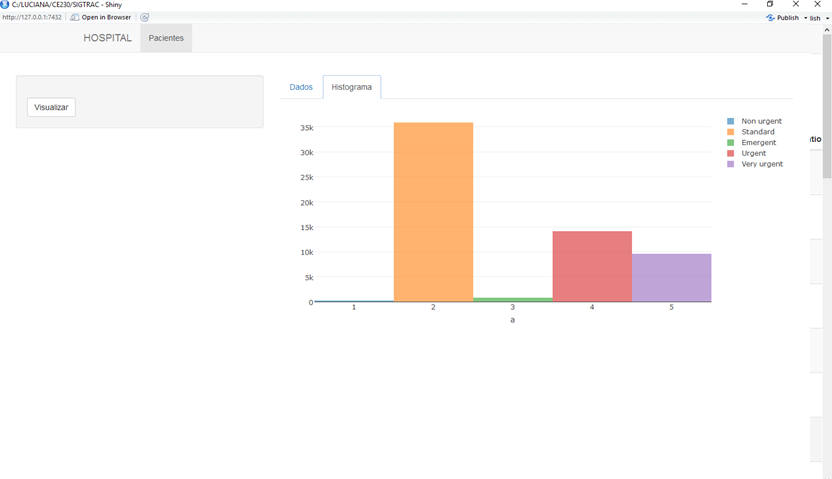 C:/LUCIANA/CE230/SIGTRAC - Shiny
http://127.0.0.1:7432 Open in Browser Publish lish
HOSPITAL Pacientes
Visualizar
Dados Histograma
Non urgent
Standard
Emergent
Urgent
Very urgent
tio
35k
30k
25k
20k
15k
10k
5k
0
1 2 3 4 5
a